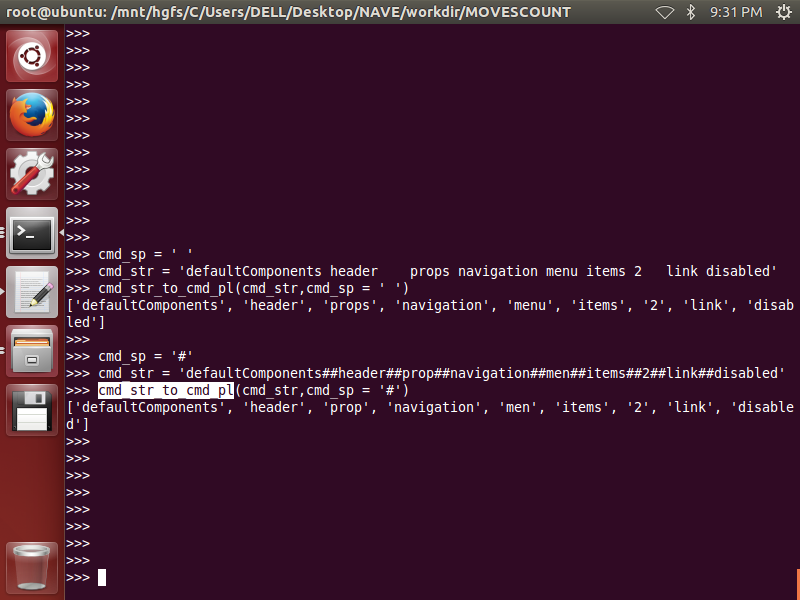 root@ubuntu: /mnt/hgfs/C/Users/DELL/Desktop/NAVE/workdir/MOVESCOUNT 9:31 PM
>>>
>>>
>>>
>>>
>>>
>>>
>>>
>>>
>>>
>>>
>>>
>>>
>>>
>>> cmd_sp = ' '
>>> cmd_str = 'defaultComponents header    props navigation menu items 2   link disabled'
>>> cmd_str_to_cmd_pl(cmd_str,cmd_sp = ' ')
['defaultComponents', 'header', 'props', 'navigation', 'menu', 'items', '2', 'link', 'disab
led']
>>>
>>> cmd_sp = '#'
>>> cmd_str = 'defaultComponents##header##prop##navigation##men##items##2##link##disabled'
>>> cmd_str_to_cmd_pl(cmd_str,cmd_sp = '#')
['defaultComponents', 'header', 'prop', 'navigation', 'men', 'items', '2', 'link', 'disable
d']
>>>
>>>
>>>
>>>
>>>
>>>
>>>
>>>
>>>